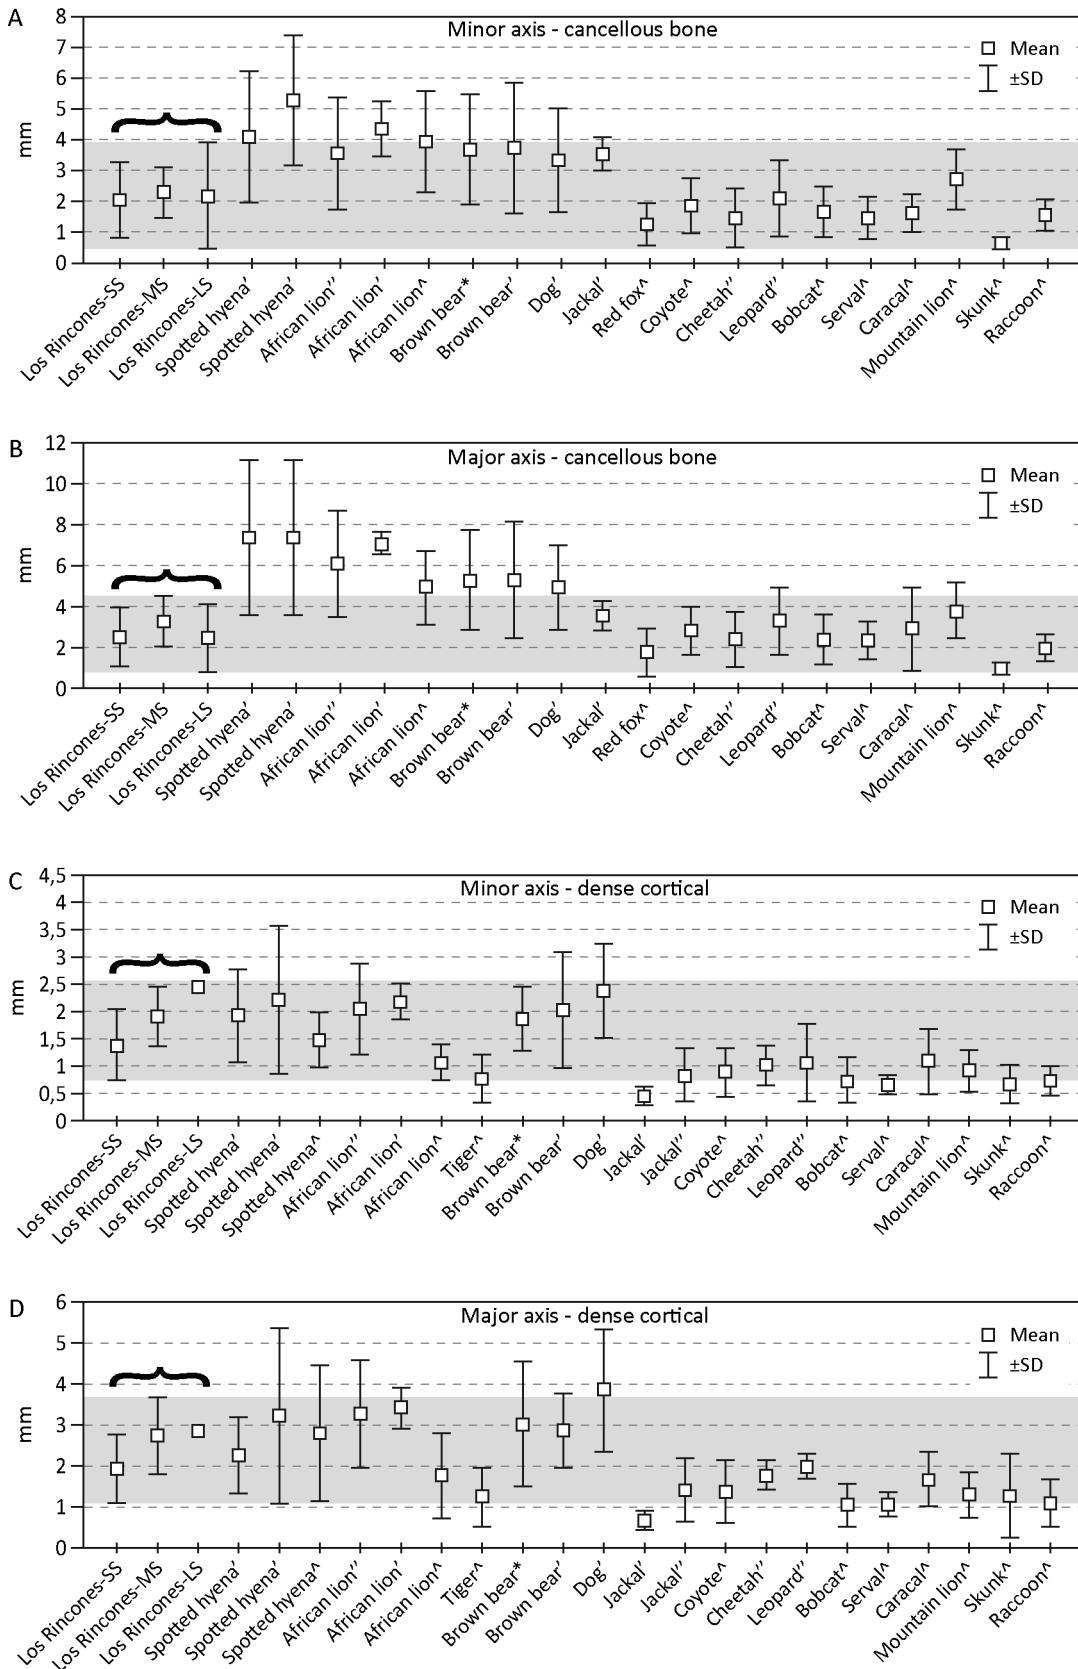 A
Minor axis - cancellous bone
Mean
±SD
mm
8
7
6
5
4
3
2
1
0
Los Rincones-SS
Los Rincones-MS
Los Rincones-LS
Spotted hyena′
Spotted hyena′
African lion′′
African lion′
African lion^
Brown bear*
Brown bear′
Dog′
Jackal′
Red fox^
Coyote^
Cheetah′′
Leopard′′
Bobcat^
Serval^
Caracal^
Mountain lion^
Skunk^
Raccoon^
B
Major axis - cancellous bone
Mean
±SD
mm
12
10
8
6
4
2
0
Los Rincones-SS
Los Rincones-MS
Los Rincones-LS
Spotted hyena′
Spotted hyena′
African lion′′
African lion′
African lion^
Brown bear*
Brown bear′
Dog′
Jackal′
Red fox^
Coyote^
Cheetah′′
Leopard′′
Bobcat^
Serval^
Caracal^
Mountain lion^
Skunk^
Raccoon^
C
Minor axis - dense cortical
Mean
±SD
mm
4,5
4
3,5
3
2,5
2
1,5
1
0,5
0
Los Rincones-SS
Los Rincones-MS
Los Rincones-LS
Spotted hyena′
Spotted hyena′
Spotted hyena^
African lion′′
African lion′
African lion^
Tiger^
Brown bear*
Brown bear′
Dog′
Jackal′
Jackal′′
Coyote^
Cheetah′′
Leopard′′
Bobcat^
Serval^
Caracal^
Mountain lion^
Skunk^
Raccoon^
D
Major axis - dense cortical
Mean
±SD
mm
6
5
4
3
2
1
0
Los Rincones-SS
Los Rincones-MS
Los Rincones-LS
Spotted hyena′
Spotted hyena′
Spotted hyena^
African lion′′
African lion′
African lion^
Tiger^
Brown bear*
Brown bear′
Dog′
Jackal′
Jackal′′
Coyote^
Cheetah′′
Leopard′′
Bobcat^
Serval^
Caracal^
Mountain lion^
Skunk^
Raccoon^